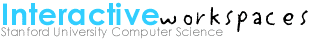 Interactiveworkspaces
Stanford University Computer Science